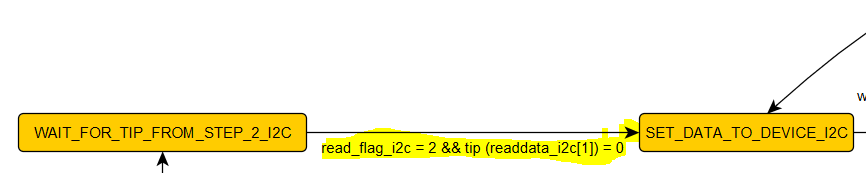 w
WAIT_FOR_TIP_FROM_STEP_2_I2C
SET_DATA_TO_DEVICE_I2C
read_flag_i2c = 2 && tip (readdata_i2c[1]) = 0